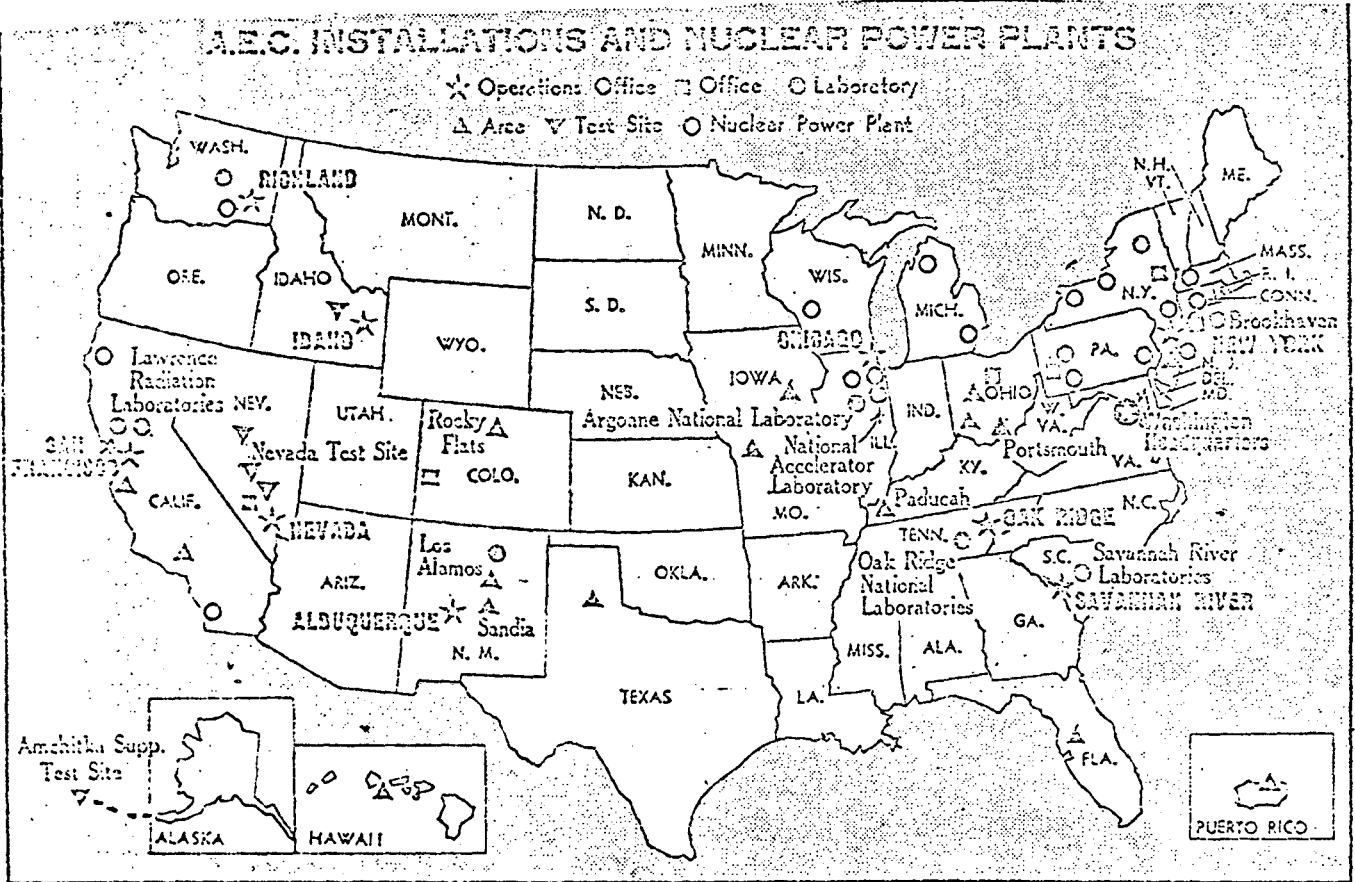 A.E.C. INSTALLATIONS AND NUCLEAR POWER PLANTS
Operations Office Office Laboratory
Area Test Site Nuclear Power Plant
WASH.
RICHLAND
MONT.
N. D.
MINN.
N.H.
VT.
ME.
ORE.
IDAHO
IDAHO
WYO.
S. D.
WIS.
MICH.
CHICAGO
N.Y.
MASS.
R. I.
CONN.
Brookhaven
NEW YORK
PA.
N. J.
DEL.
MD.
Lawrence
Radiation
Laboratories
NEV.
UTAH.
NEB.
IOWA
Argonne National Laboratory
IND.
OHIO
W.
VA.
Washington
Headquarters
SAN
FRANCISCO
Nevada Test Site
Rocky
Flats
COLO.
KAN.
National
Accelerator
Laboratory
ILL.
Portsmouth
KY.
VA.
CALIF.
NEVADA
MO.
Paducah
TENN.
OAK RIDGE
N.C.
ARIZ.
Los
Alamos
OKLA.
ARK.
Oak Ridge
National
Laboratories
S.C.
Savannah River
Laboratories
SAVANNAH RIVER
ALBUQUERQUE
Sandia
N. M.
TEXAS
LA.
MISS.
ALA.
GA.
FLA.
Amchitka Supp.
Test Site
ALASKA
HAWAII
PUERTO RICO